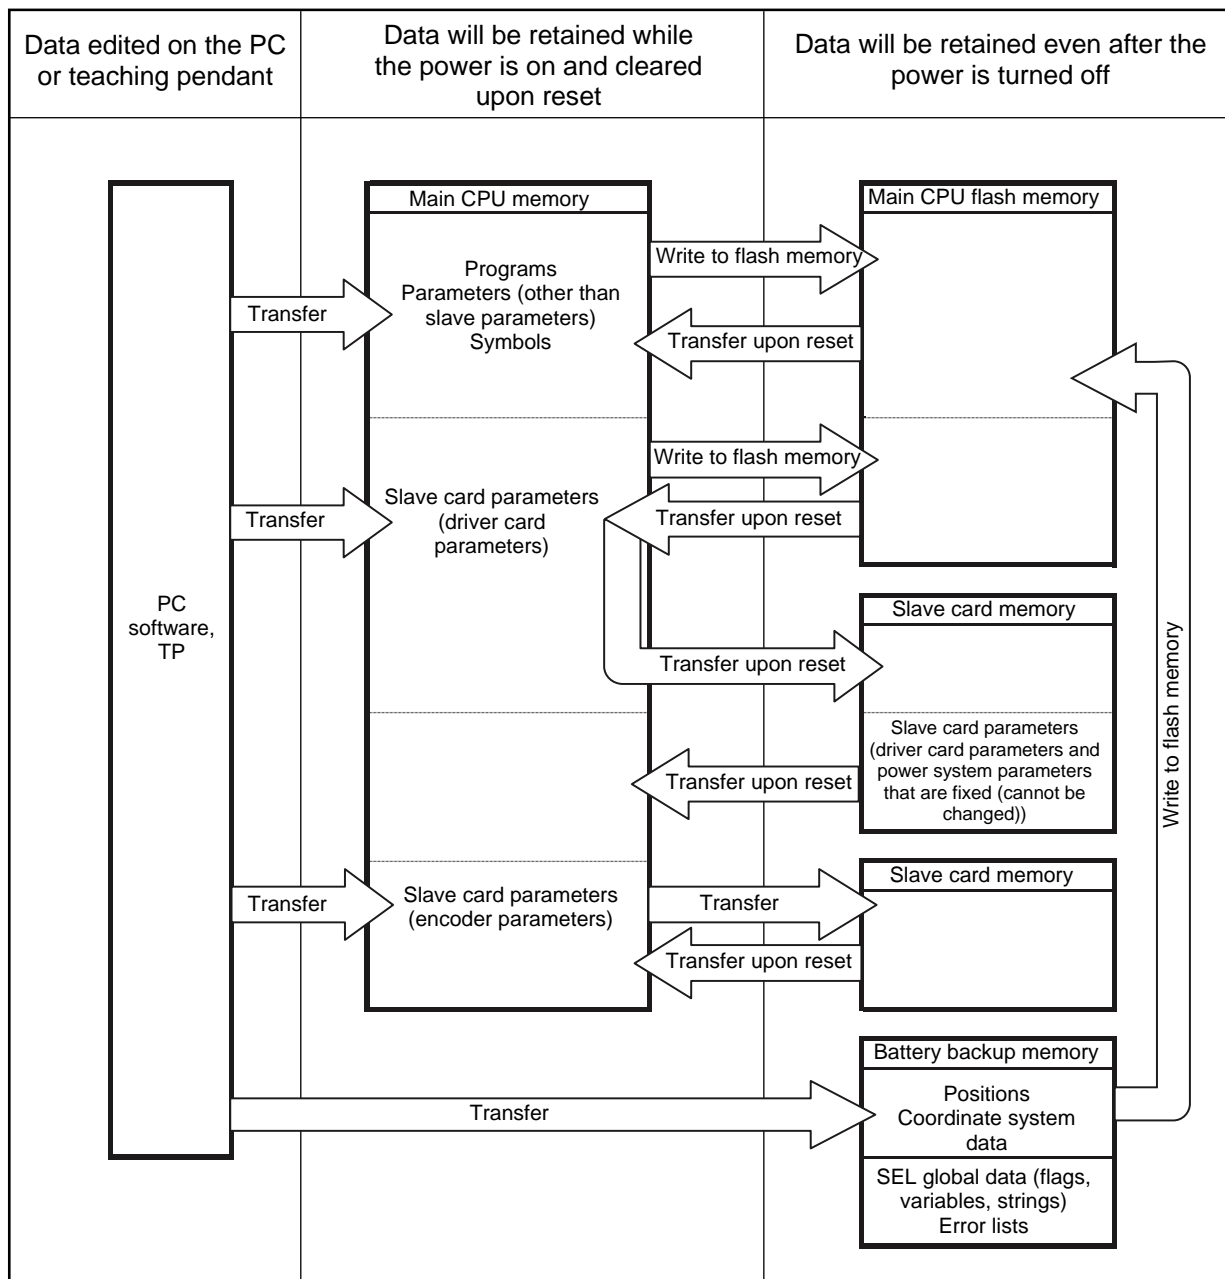 Data edited on the PC
or teaching pendant
Data will be retained while
the power is on and cleared
upon reset
Data will be retained even after the
power is turned off
PC
software,
TP
Main CPU memory
Programs
Parameters (other than
slave parameters)
Symbols
Slave card parameters
(driver card
parameters)
Slave card parameters
(encoder parameters)
Transfer
Transfer
Transfer
Transfer
Write to flash memory
Transfer upon reset
Write to flash memory
Transfer upon reset
Transfer upon reset
Transfer upon reset
Transfer
Transfer upon reset
Main CPU flash memory
Slave card memory
Slave card parameters
(driver card parameters and
power system parameters
that are fixed (cannot be
changed))
Slave card memory
Battery backup memory
Positions
Coordinate system
data
SEL global data (flags,
variables, strings)
Error lists
Write to flash memory